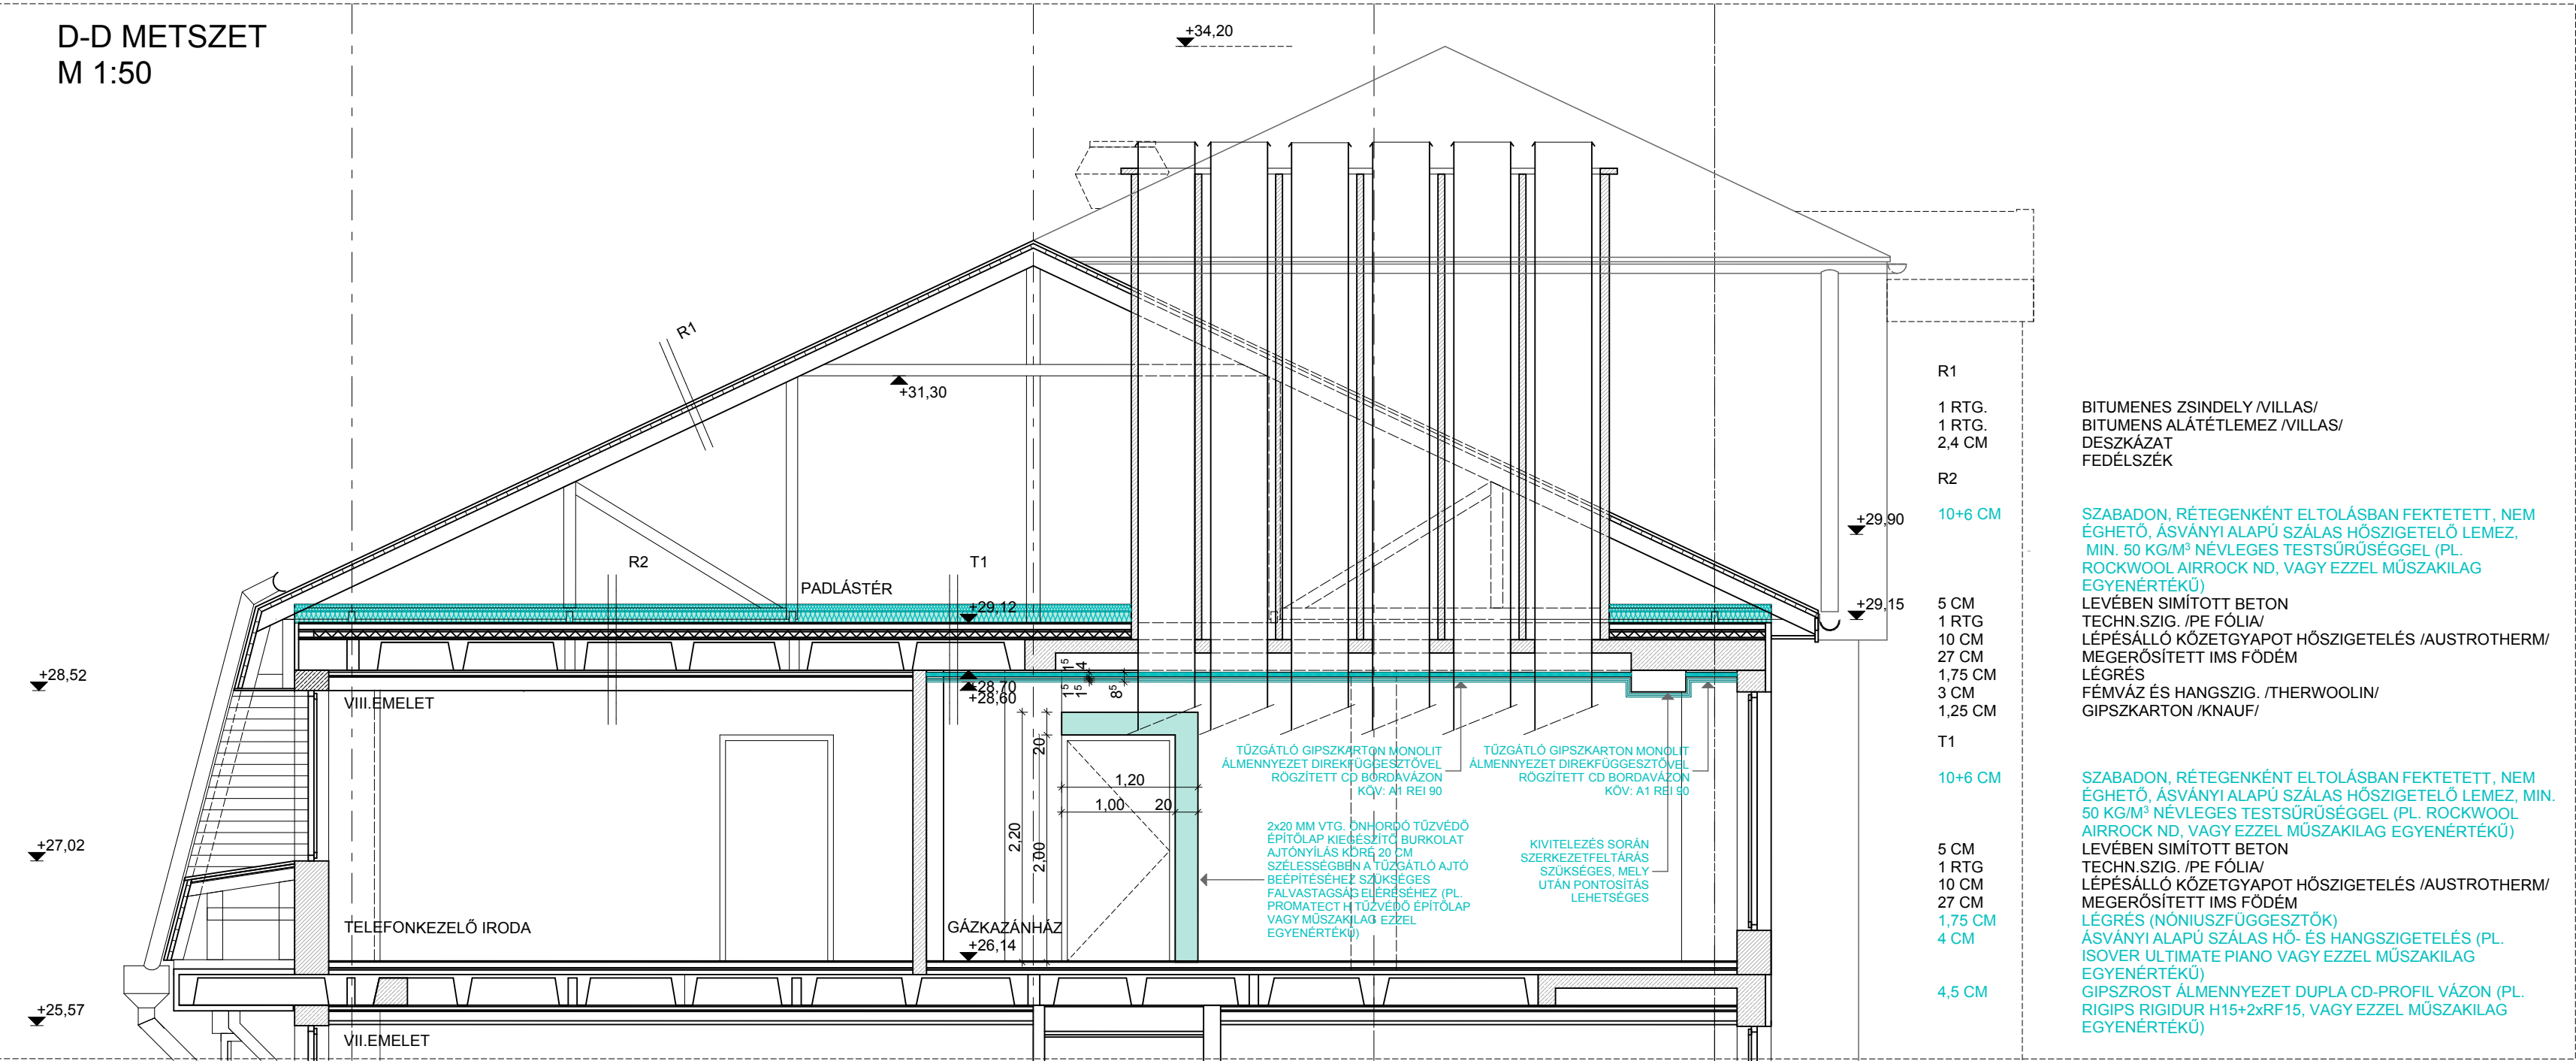 D-D METSZET
M 1:50
+34,20
R1
+31,30
R2
T1
PADLÁSTÉR
+29,12
+29,90
+29,15
+28,52
+28,70
+28,60
1⁵
4
1⁵
1⁵
8⁵
VIII.EMELET
20
1,20
1,00
20
2,20
2,00
TŰZGÁTLÓ GIPSZKARTON MONOLIT
ÁLMENNYEZET DIREKFÜGGESZTŐVEL
RÖGZÍTETT CD BORDAVÁZON
KÖV: A1 REI 90
TŰZGÁTLÓ GIPSZKARTON MONOLIT
ÁLMENNYEZET DIREKFÜGGESZTŐVEL
RÖGZÍTETT CD BORDAVÁZON
KÖV: A1 REI 90
2x20 MM VTG. ÖNHORDÓ TŰZVÉDŐ
ÉPÍTŐLAP KIEGÉSZÍTŐ BURKOLAT
AJTÓNYÍLÁS KÖRÉ 20 CM
SZÉLESSÉGBEN A TŰZGÁTLÓ AJTÓ
BEÉPÍTÉSÉHEZ SZÜKSÉGES
FALVASTAGSÁG ELÉRÉSÉHEZ (PL.
PROMATECT H TŰZVÉDŐ ÉPÍTŐLAP
VAGY MŰSZAKILAG EZZEL
EGYENÉRTÉKŰ)
KIVITELEZÉS SORÁN
SZERKEZETFELTÁRÁS
SZÜKSÉGES, MELY
UTÁN PONTOSÍTÁS
LEHETSÉGES
+27,02
TELEFONKEZELŐ IRODA
GÁZKAZÁNHÁZ
+26,14
+25,57
VII.EMELET
R1
1 RTG. BITUMENES ZSINDELY /VILLAS/
1 RTG. BITUMENS ALÁTÉTLEMEZ /VILLAS/
2,4 CM DESZKÁZAT
FEDÉLSZÉK
R2
10+6 CM SZABADON, RÉTEGENKÉNT ELTOLÁSBAN FEKTETETT, NEM
ÉGHETŐ, ÁSVÁNYI ALAPÚ SZÁLAS HŐSZIGETELŐ LEMEZ,
MIN. 50 KG/M³ NÉVLEGES TESTSŰRŰSÉGGEL (PL.
ROCKWOOL AIRROCK ND, VAGY EZZEL MŰSZAKILAG
EGYENÉRTÉKŰ)
5 CM LEVÉBEN SIMÍTOTT BETON
1 RTG TECHN.SZIG. /PE FÓLIA/
10 CM LÉPÉSÁLLÓ KŐZETGYAPOT HŐSZIGETELÉS /AUSTROTHERM/
27 CM MEGERŐSÍTETT IMS FÖDÉM
1,75 CM LÉGRÉS
3 CM FÉMVÁZ ÉS HANGSZIG. /THERWOOLIN/
1,25 CM GIPSZKARTON /KNAUF/
T1
10+6 CM SZABADON, RÉTEGENKÉNT ELTOLÁSBAN FEKTETETT, NEM
ÉGHETŐ, ÁSVÁNYI ALAPÚ SZÁLAS HŐSZIGETELŐ LEMEZ, MIN.
50 KG/M³ NÉVLEGES TESTSŰRŰSÉGGEL (PL. ROCKWOOL
AIRROCK ND, VAGY EZZEL MŰSZAKILAG EGYENÉRTÉKŰ)
5 CM LEVÉBEN SIMÍTOTT BETON
1 RTG TECHN.SZIG. /PE FÓLIA/
10 CM LÉPÉSÁLLÓ KŐZETGYAPOT HŐSZIGETELÉS /AUSTROTHERM/
27 CM MEGERŐSÍTETT IMS FÖDÉM
1,75 CM LÉGRÉS (NÓNIUSZFÜGGESZTŐK)
4 CM ÁSVÁNYI ALAPÚ SZÁLAS HŐ- ÉS HANGSZIGETELÉS (PL.
ISOVER ULTIMATE PIANO VAGY EZZEL MŰSZAKILAG
EGYENÉRTÉKŰ)
4,5 CM GIPSZROST ÁLMENNYEZET DUPLA CD-PROFIL VÁZON (PL.
RIGIPS RIGIDUR H15+2xRF15, VAGY EZZEL MŰSZAKILAG
EGYENÉRTÉKŰ)